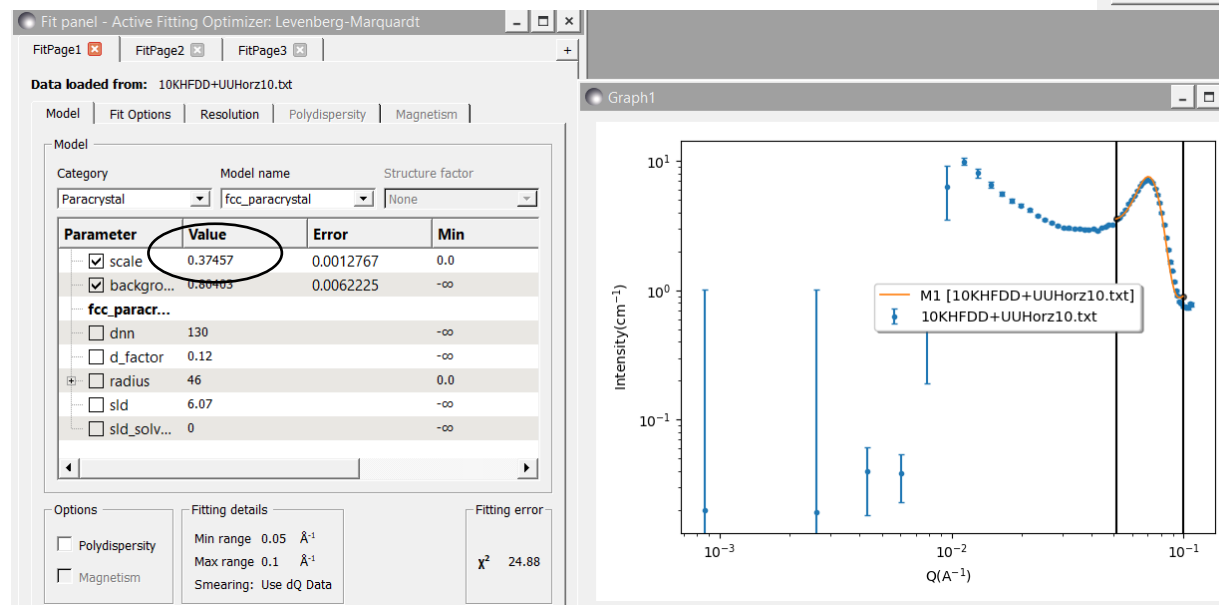 Fit panel - Active Fitting Optimizer: Levenberg-Marquardt
FitPage1 FitPage2 FitPage3 +
Data loaded from: 10KHFDD+UUHorz10.txt
Model Fit Options Resolution Polydispersity Magnetism
Model
Category Model name Structure factor
Paracrystal fcc_paracrystal None
Parameter Value Error Min
scale 0.37457 0.0012767 0.0
backgro... 0.80403 0.0062225 -∞
fcc_paracr...
dnn 130 -∞
d_factor 0.12 -∞
radius 46 0.0
sld 6.07 -∞
sld_solv... 0 -∞
Options
Polydispersity
Magnetism
Fitting details
Min range 0.05 Å⁻¹
Max range 0.1 Å⁻¹
Smearing: Use dQ Data
Fitting error
χ² 24.88
Graph1
10¹
10⁰
10⁻¹
Intensity(cm⁻¹)
M1 [10KHFDD+UUHorz10.txt]
10KHFDD+UUHorz10.txt
10⁻³ 10⁻² 10⁻¹
Q(A⁻¹)